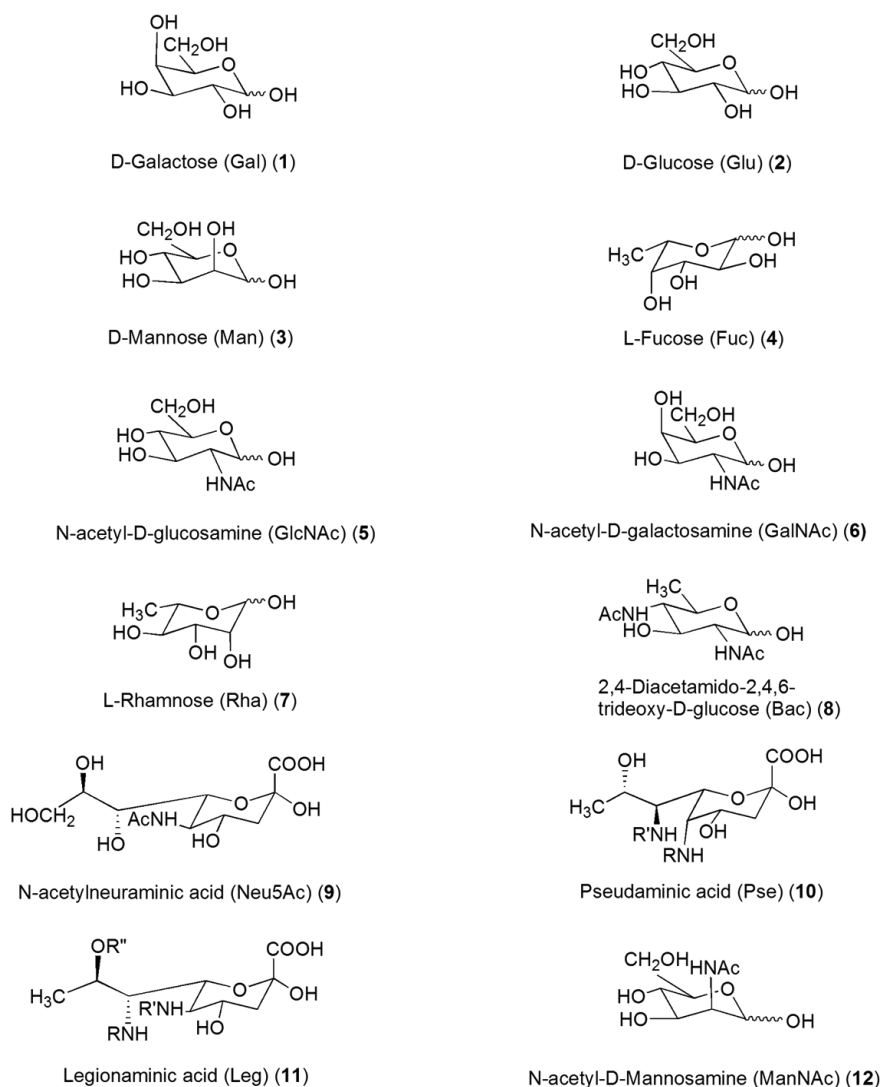 OH
CH2OH
O
HO
OH
OH
D-Galactose (Gal) (1)
CH2OH
O
HO
HO
OH
OH
D-Glucose (Glu) (2)
CH2OH
OH
O
HO
HO
OH
D-Mannose (Man) (3)
OH
O
H3C
OH
OH
OH
L-Fucose (Fuc) (4)
CH2OH
O
HO
HO
OH
HNAc
N-acetyl-D-glucosamine (GlcNAc) (5)
OH
CH2OH
O
HO
OH
HNAc
N-acetyl-D-galactosamine (GalNAc) (6)
OH
H3C
O
HO
OH
OH
L-Rhamnose (Rha) (7)
H3C
O
AcNH
HO
OH
HNAc
2,4-Diacetamido-2,4,6-
trideoxy-D-glucose (Bac) (8)
OH
COOH
O
OH
HOCH2
AcNH
HO
HO
N-acetylneuraminic acid (Neu5Ac) (9)
OH
COOH
O
OH
H3C
R'NH
OH
RNH
Pseudaminic acid (Pse) (10)
OR"
COOH
O
OH
H3C
R'NH
RNH
HO
Legionaminic acid (Leg) (11)
CH2OH
HNAc
O
HO
HO
OH
N-acetyl-D-Mannosamine (ManNAc) (12)